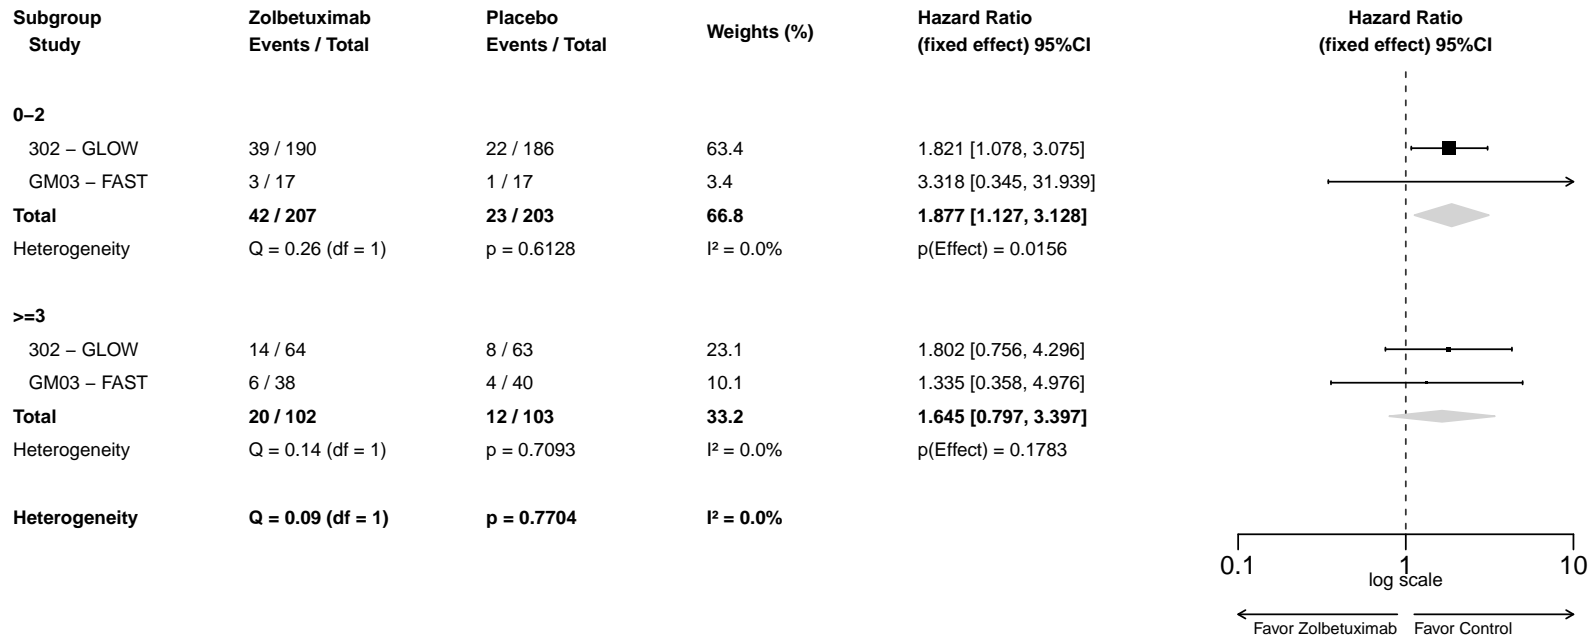 Subgroup Zolbetuximab Placebo Weights (%) Hazard Ratio Hazard Ratio
Study Events / Total Events / Total (fixed effect) 95%CI (fixed effect) 95%CI
0–2
302 – GLOW 39 / 190 22 / 186 63.4 1.821 [1.078, 3.075]
GM03 – FAST 3 / 17 1 / 17 3.4 3.318 [0.345, 31.939]
Total 42 / 207 23 / 203 66.8 1.877 [1.127, 3.128]
Heterogeneity Q = 0.26 (df = 1) p = 0.6128 I² = 0.0% p(Effect) = 0.0156
>=3
302 – GLOW 14 / 64 8 / 63 23.1 1.802 [0.756, 4.296]
GM03 – FAST 6 / 38 4 / 40 10.1 1.335 [0.358, 4.976]
Total 20 / 102 12 / 103 33.2 1.645 [0.797, 3.397]
Heterogeneity Q = 0.14 (df = 1) p = 0.7093 I² = 0.0% p(Effect) = 0.1783
Heterogeneity Q = 0.09 (df = 1) p = 0.7704 I² = 0.0%
0.1 1 10
log scale
Favor Zolbetuximab Favor Control